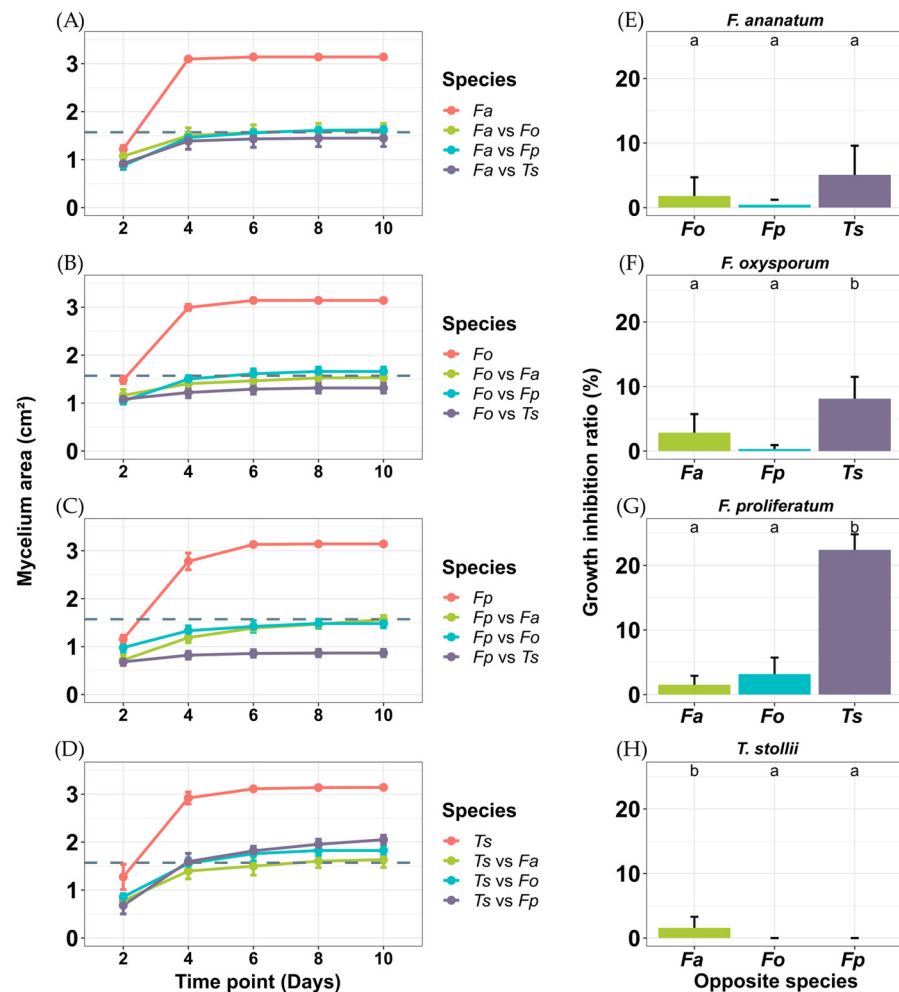 (A)
3
2
1
0
2 4 6 8 10
Species
Fa
Fa vs Fo
Fa vs Fp
Fa vs Ts
(B)
3
2
1
0
2 4 6 8 10
Species
Fo
Fo vs Fa
Fo vs Fp
Fo vs Ts
(C)
3
2
1
0
2 4 6 8 10
Species
Fp
Fp vs Fa
Fp vs Fo
Fp vs Ts
(D)
3
2
1
0
2 4 6 8 10
Species
Ts
Ts vs Fa
Ts vs Fo
Ts vs Fp
Mycelium area (cm²)
Time point (Days)
(E)
F. ananatum
a a a
20
10
0
Fo Fp Ts
(F)
F. oxysporum
a a b
20
10
0
Fa Fp Ts
(G)
F. proliferatum
a a b
20
10
0
Fa Fo Ts
(H)
T. stollii
b a a
20
10
0
Fa Fo Fp
Growth inhibition ratio (%)
Opposite species